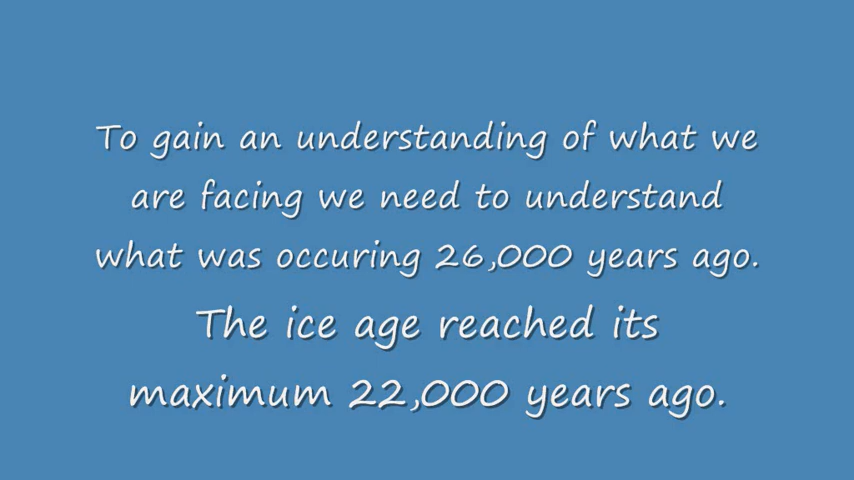 To gain an understanding of what we
are facing we need to understand
what was occuring 26,000 years ago.
The ice age reached its
maximum 22,000 years ago.